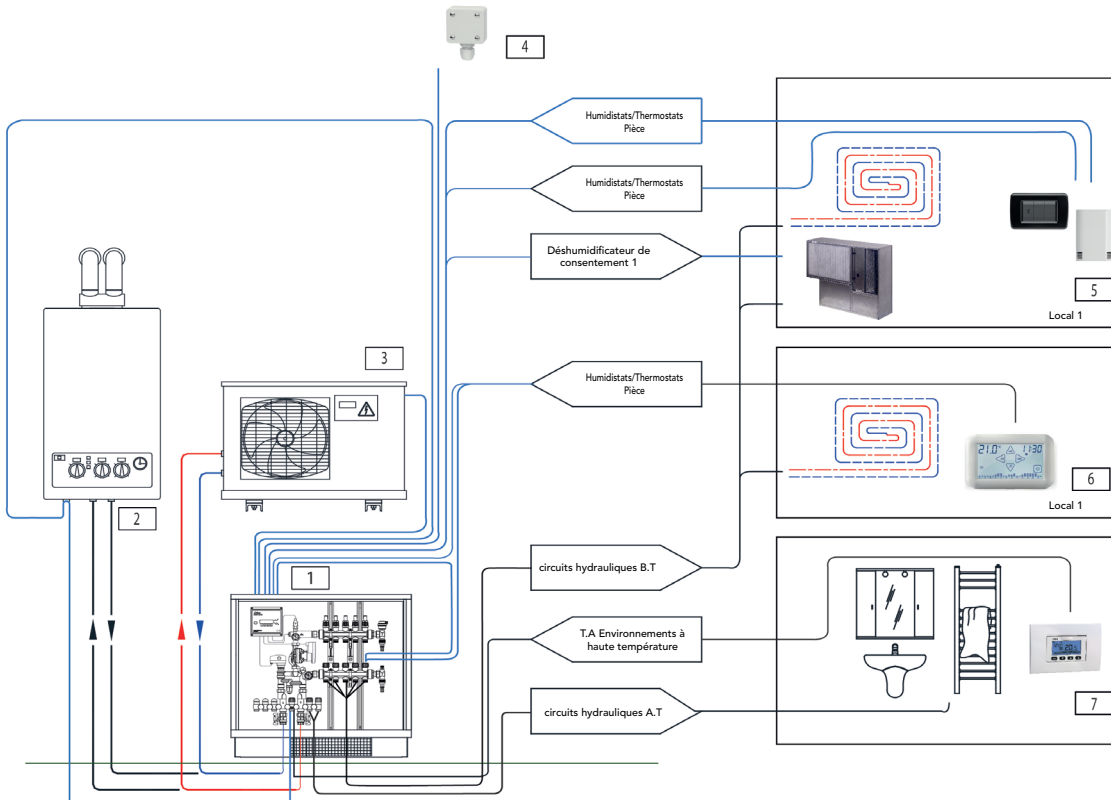 4
Humidistats/Thermostats
Pièce
Humidistats/Thermostats
Pièce
Déshumidificateur de
consentement 1
5
Local 1
3
Humidistats/Thermostats
Pièce
21.0
11:30
6
Local 1
2
1
circuits hydrauliques B.T
T.A Environnements à
haute température
circuits hydrauliques A.T
7